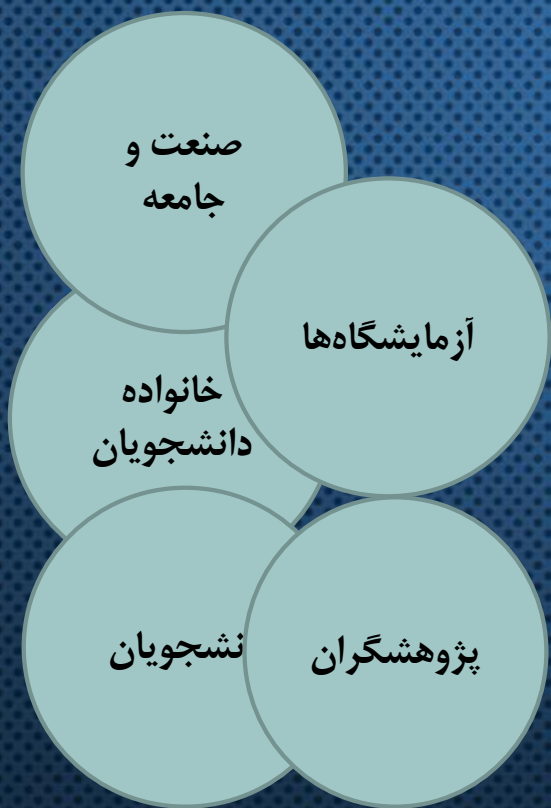 صنعت و
جامعه
آزمایشگاه‌ها
خانواده
دانشجویان
نشجویان
پژوهشگران